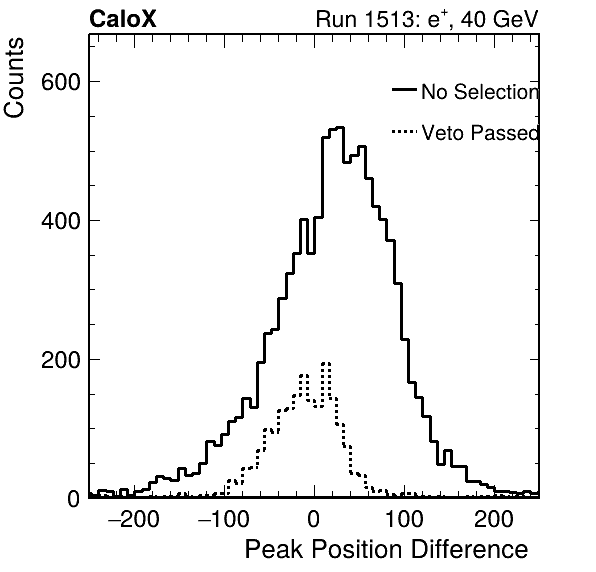 CaloX Run 1513: e⁺, 40 GeV
Counts
600
400
200
0
No Selection
Veto Passed
−200 −100 0 100 200
Peak Position Difference